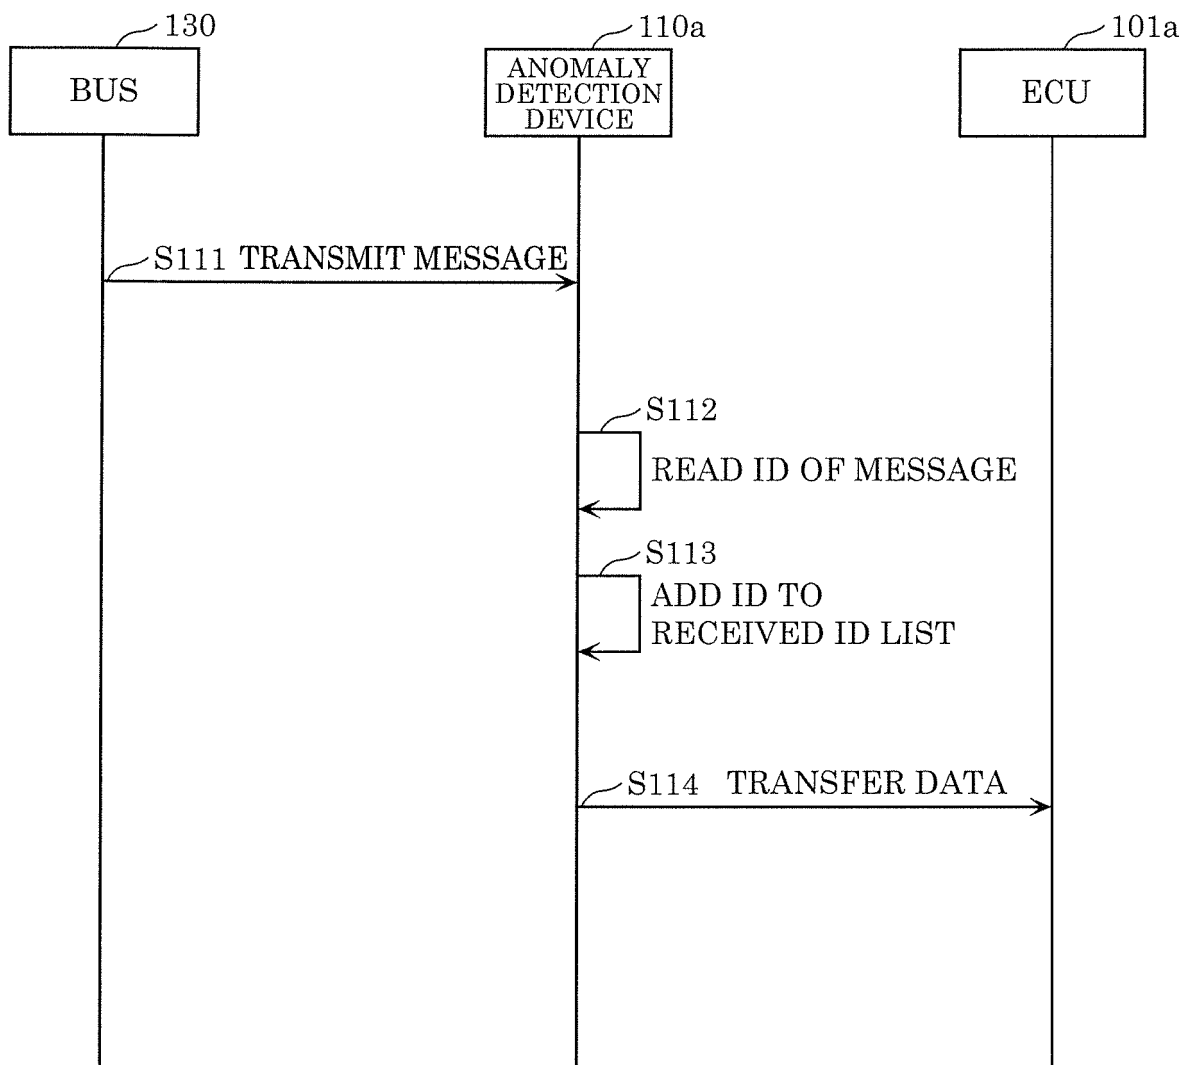 130
110a
101a
BUS
ANOMALY
DETECTION
DEVICE
ECU
S111 TRANSMIT MESSAGE
S112
READ ID OF MESSAGE
S113
ADD ID TO
RECEIVED ID LIST
S114 TRANSFER DATA